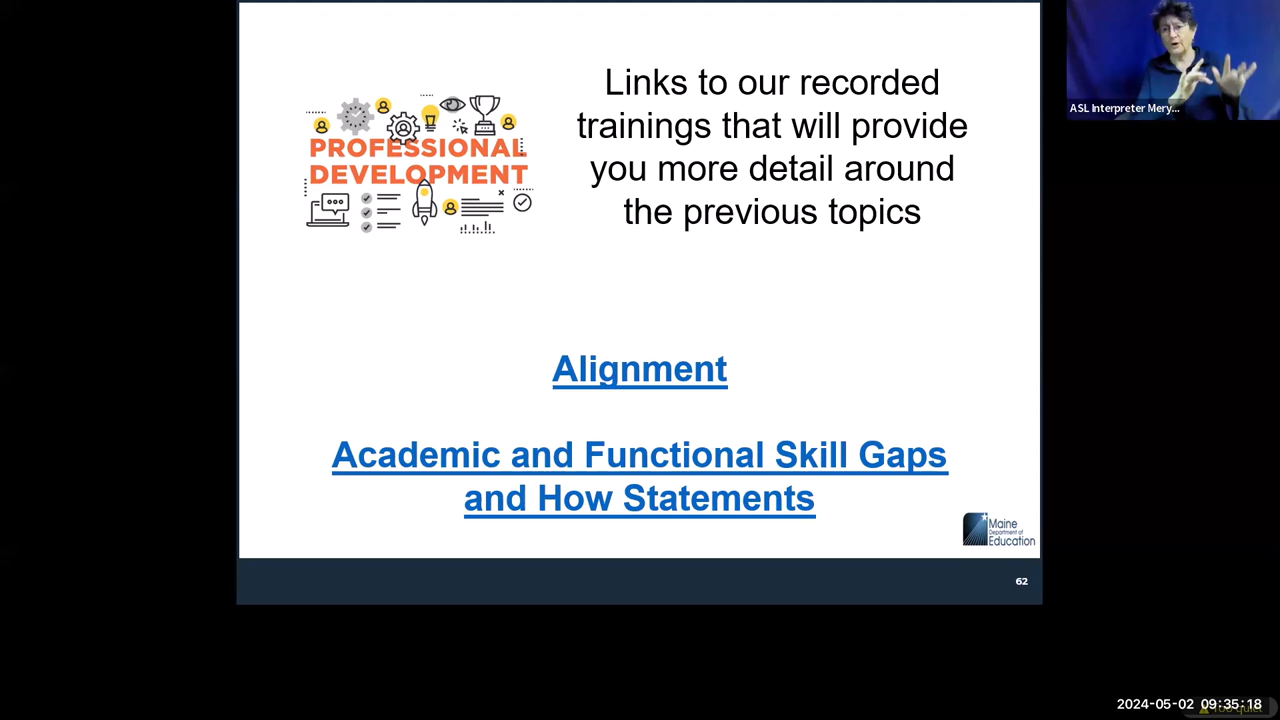 Links to our recorded
trainings that will provide
you more detail around
the previous topics
PROFESSIONAL
DEVELOPMENT
Alignment
Academic and Functional Skill Gaps
and How Statements
Maine
Department of
Education
62
ASL Interpreter Mery...
2024-05-02 09:35:18
Too quiet